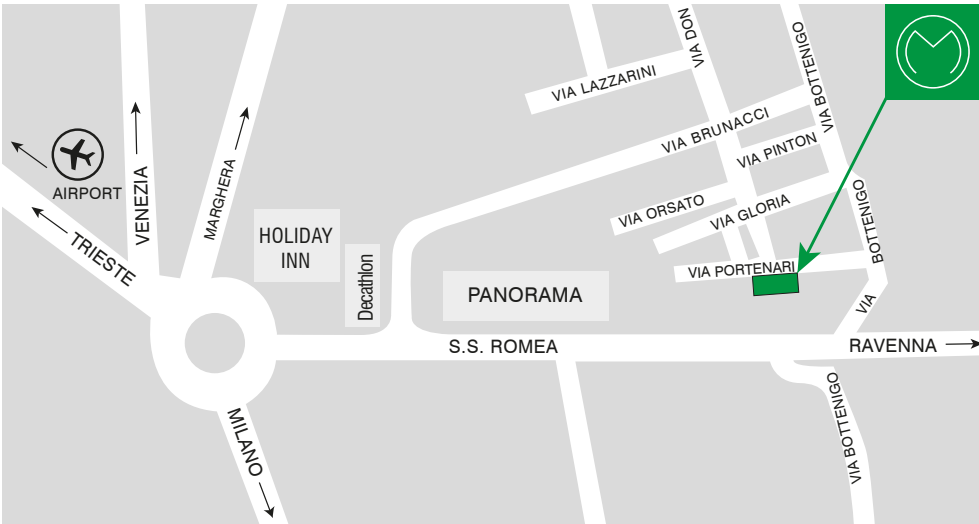 VIA DON
VIA BOTTENIGO
VIA LAZZARINI
VIA BRUNACCI
VIA PINTON
AIRPORT
VENEZIA
MARGHERA
TRIESTE
HOLIDAY
INN
Decathlon
VIA ORSATO
VIA GLORIA
VIA
BOTTENIGO
VIA PORTENARI
PANORAMA
S.S. ROMEA
RAVENNA
MILANO
VIA BOTTENIGO